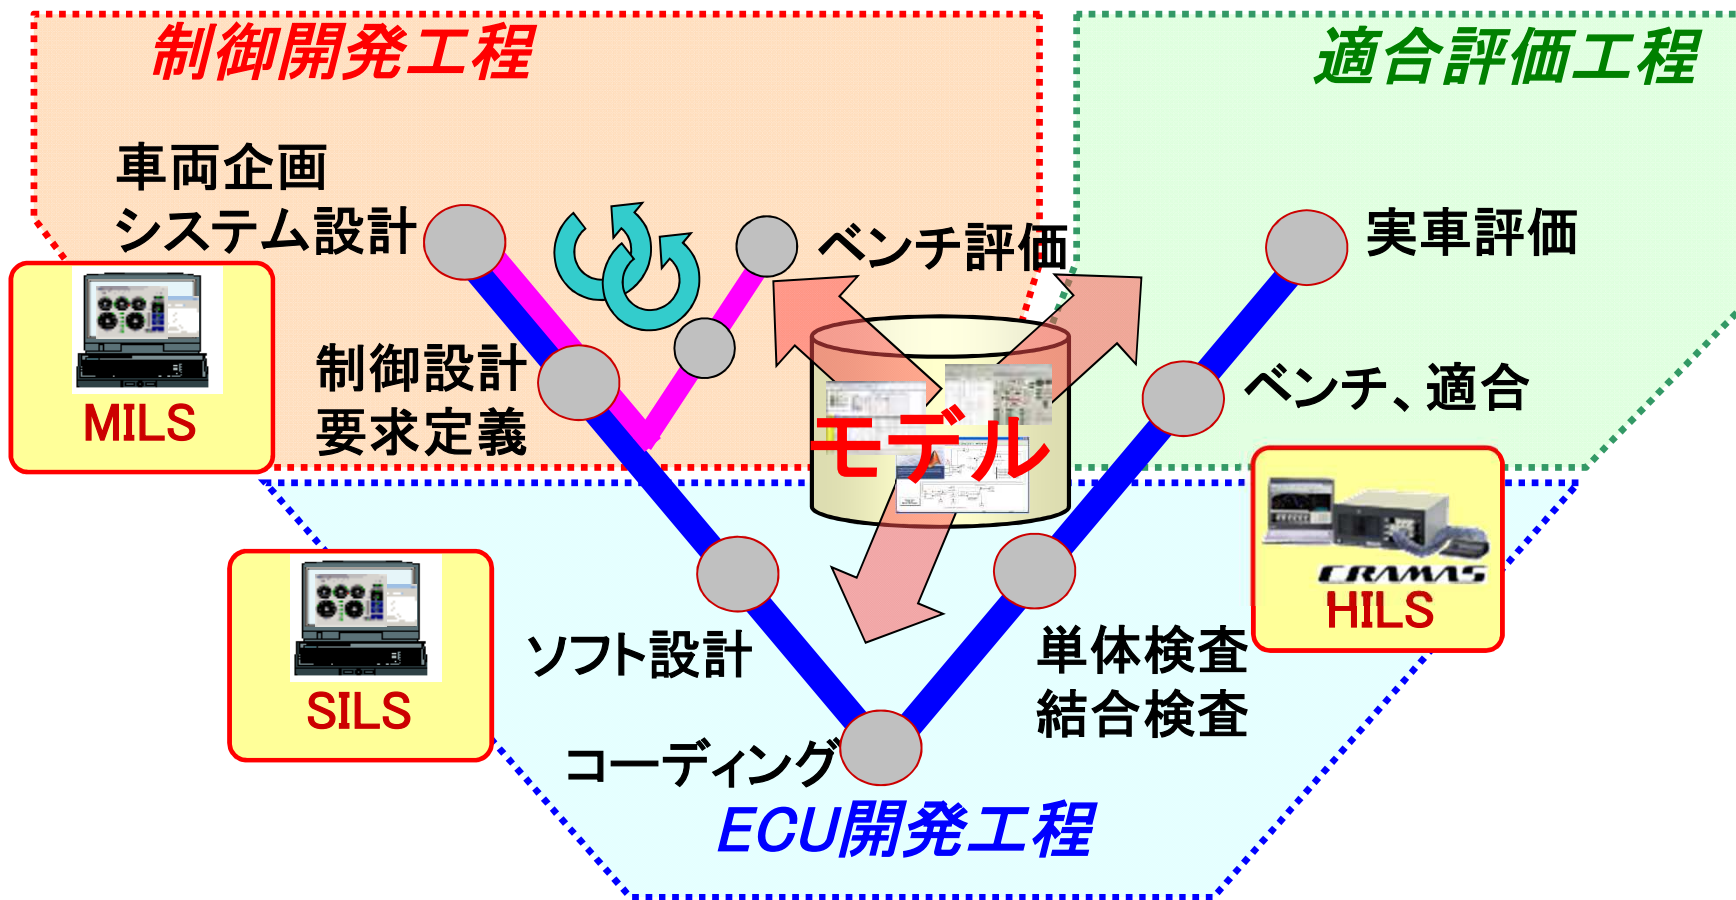 制御開発工程
適合評価工程
車両企画
システム設計
ベンチ評価
実車評価
制御設計
要求定義
ベンチ、適合
MILS
モデル
CRAMAS
HILS
SILS
ソフト設計
単体検査
結合検査
コーディング
ECU開発工程